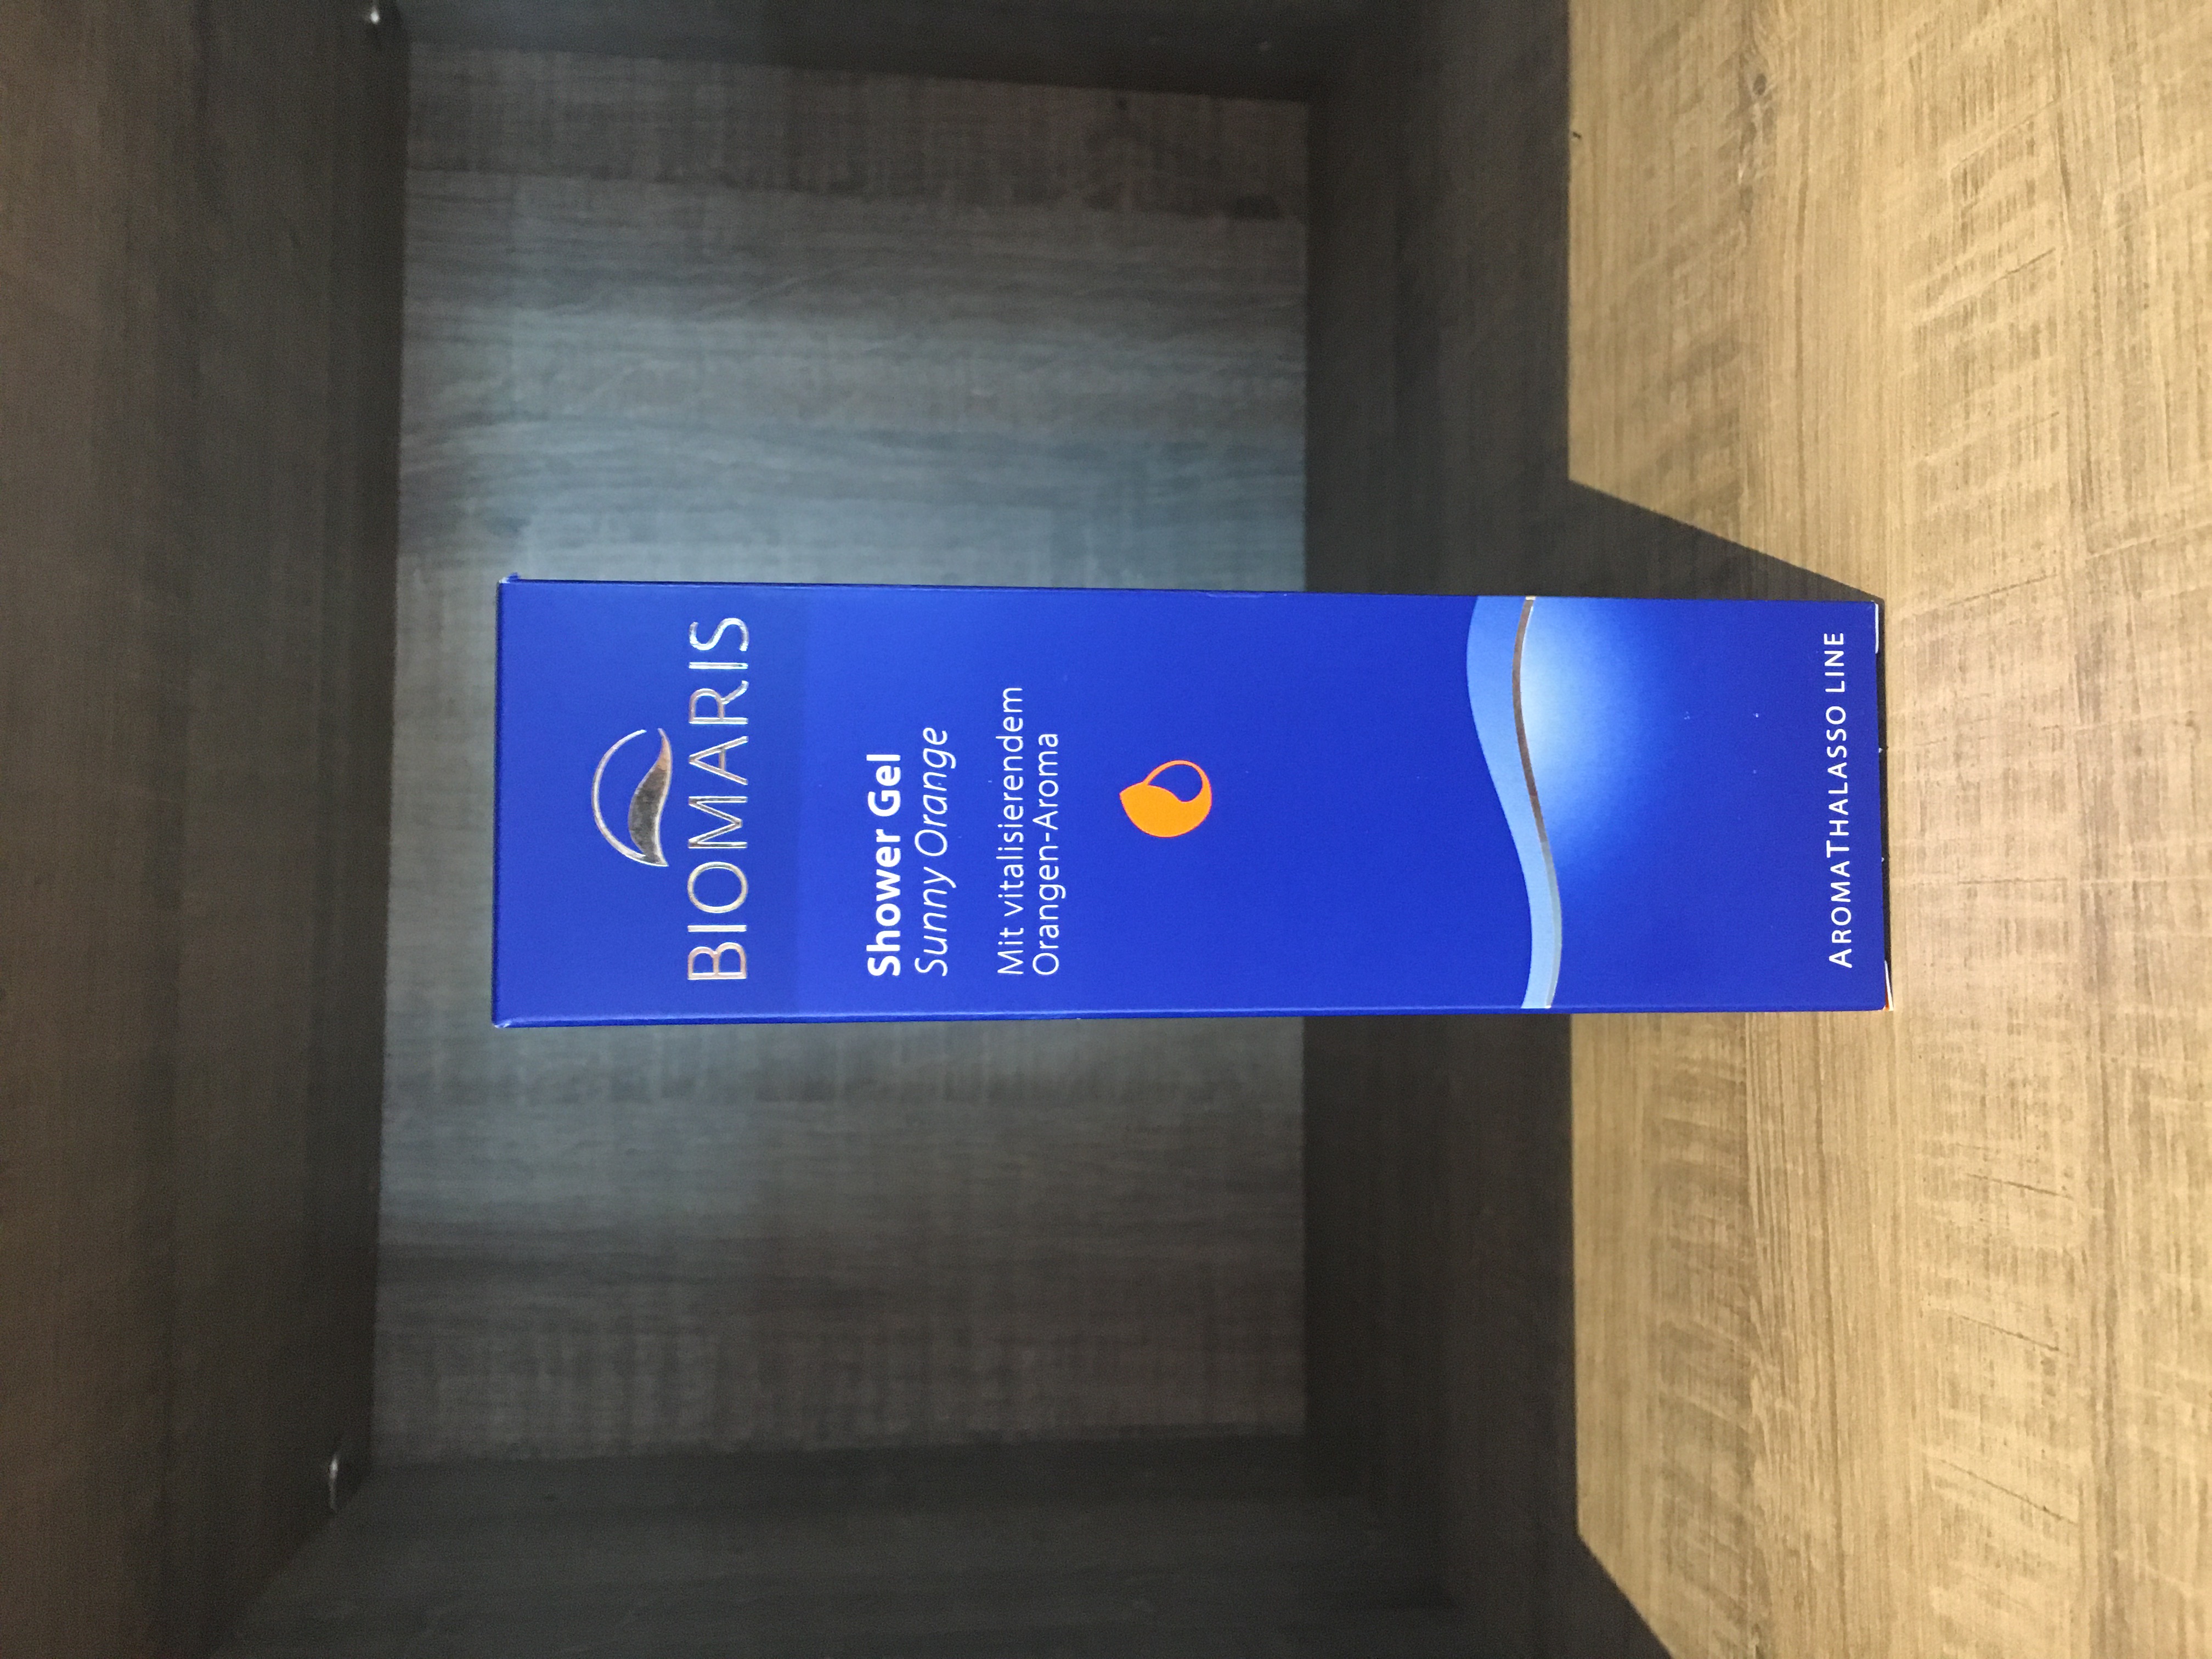 BIOMARIS
Shower Gel
Sunny Orange
Mit vitalisierendem
Orangen-Aroma
AROMATHALASSO LINE